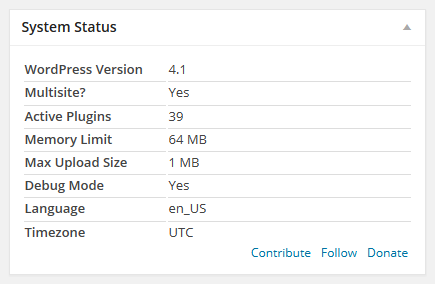 System Status
WordPress Version 4.1
Multisite? Yes
Active Plugins 39
Memory Limit 64 MB
Max Upload Size 1 MB
Debug Mode Yes
Language en_US
Timezone UTC
Contribute Follow Donate